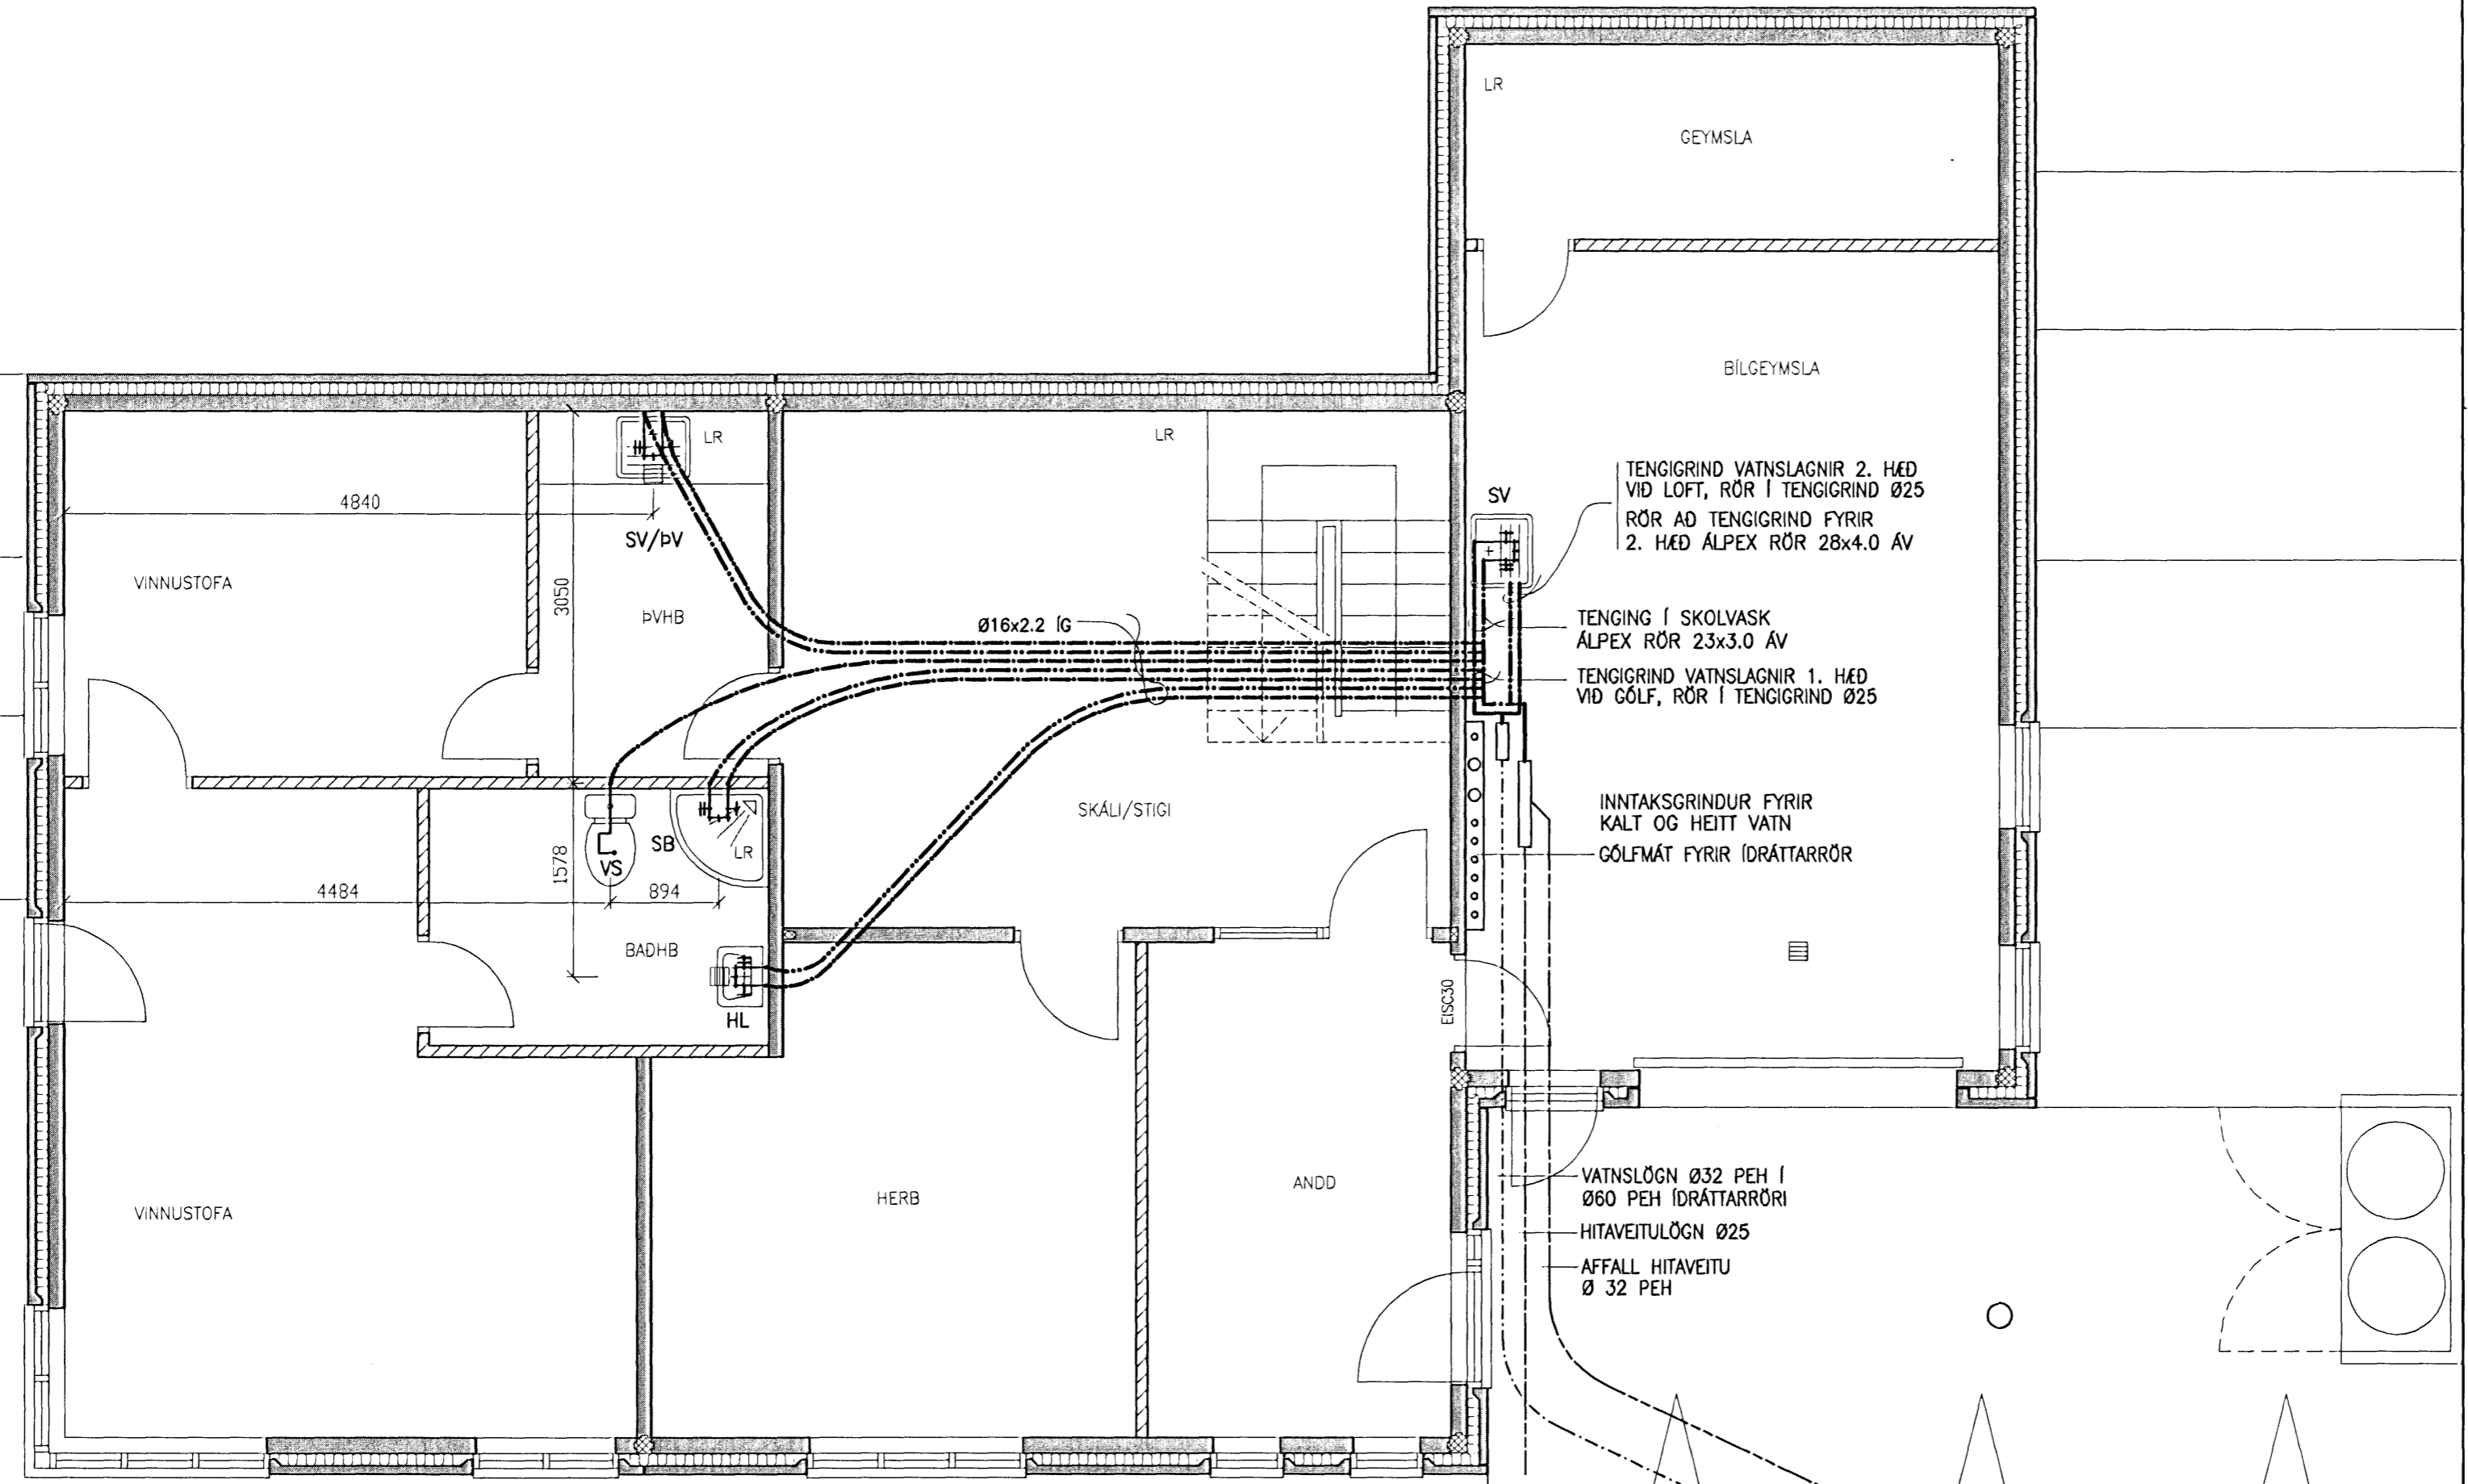 LR
GEYMSLA
BÍLGEYMSLA
LR
LR
4840
SV/ÞV
VINNUSTOFA
3050
ÞVHB
Ø16x2.2 ÍG
SV
TENGIGRIND VATNSLAGNIR 2. HÆÐ
VIÐ LOFT, RÖR Í TENGIGRIND Ø25
RÖR AÐ TENGIGRIND FYRIR
2. HÆÐ ÁLPEX RÖR 28x4.0 ÁV
TENGING Í SKOLVASK
ÁLPEX RÖR 23x3.0 ÁV
TENGIGRIND VATNSLAGNIR 1. HÆÐ
VIÐ GÓLF, RÖR Í TENGIGRIND Ø25
INNTAKSGRINDUR FYRIR
KALT OG HEITT VATN
GÓLFMÁT FYRIR ÍDRÁTTARRÖR
SKÁLI/STIGI
SB
LR
VS
1578
4484
894
BAÐHB
HL
EISC30
VINNUSTOFA
HERB
ANDD
VATNSLÖGN Ø32 PEH Í
Ø60 PEH ÍDRÁTTARRÖRI
HITAVEITULÖGN Ø25
AFFALL HITAVEITU
Ø 32 PEH